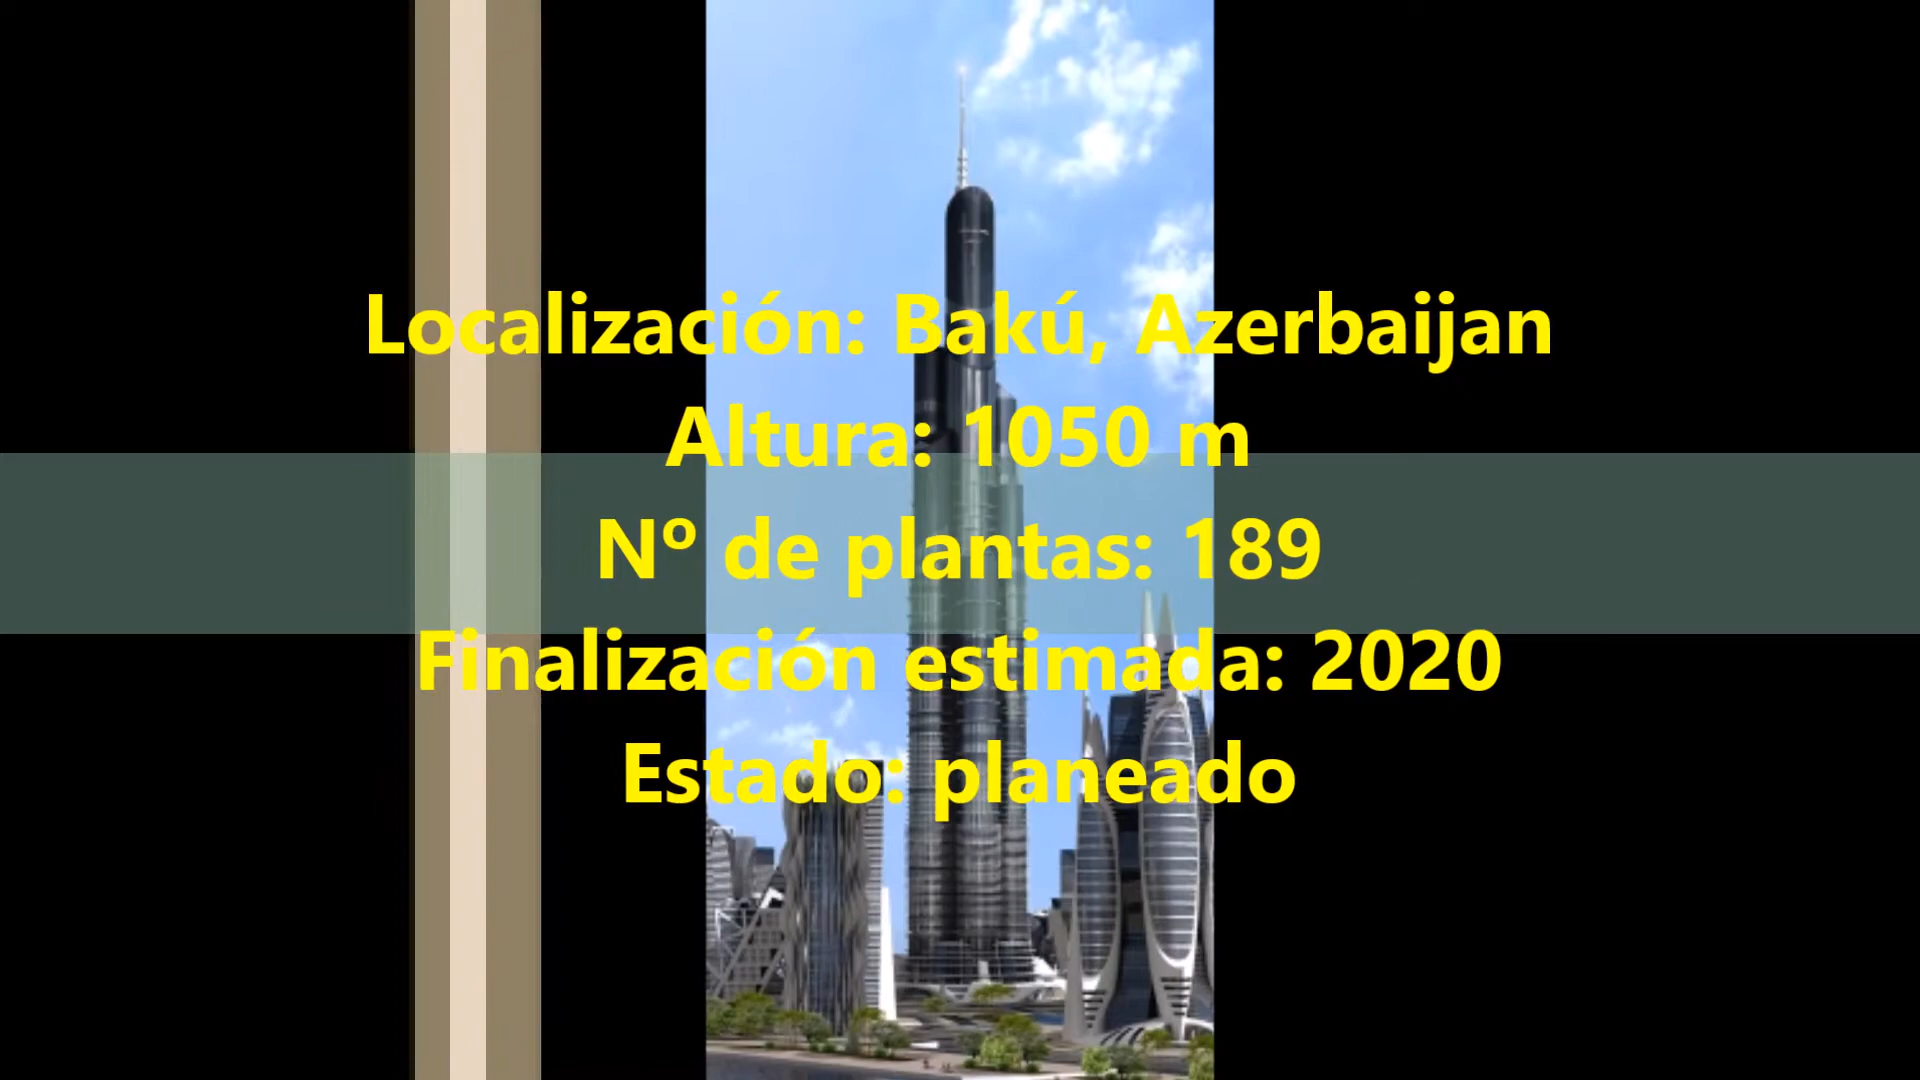 Localización: Bakú, Azerbaijan
Altura: 1050 m
Nº de plantas: 189
Finalización estimada: 2020
Estado: planeado